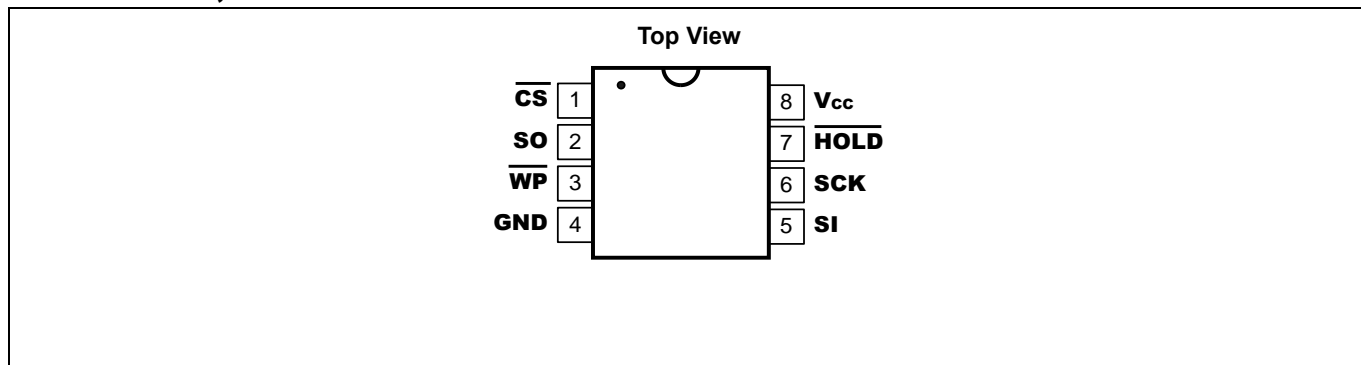 Top View
CS 1
SO 2
WP 3
GND 4
8 Vcc
7 HOLD
6 SCK
5 SI